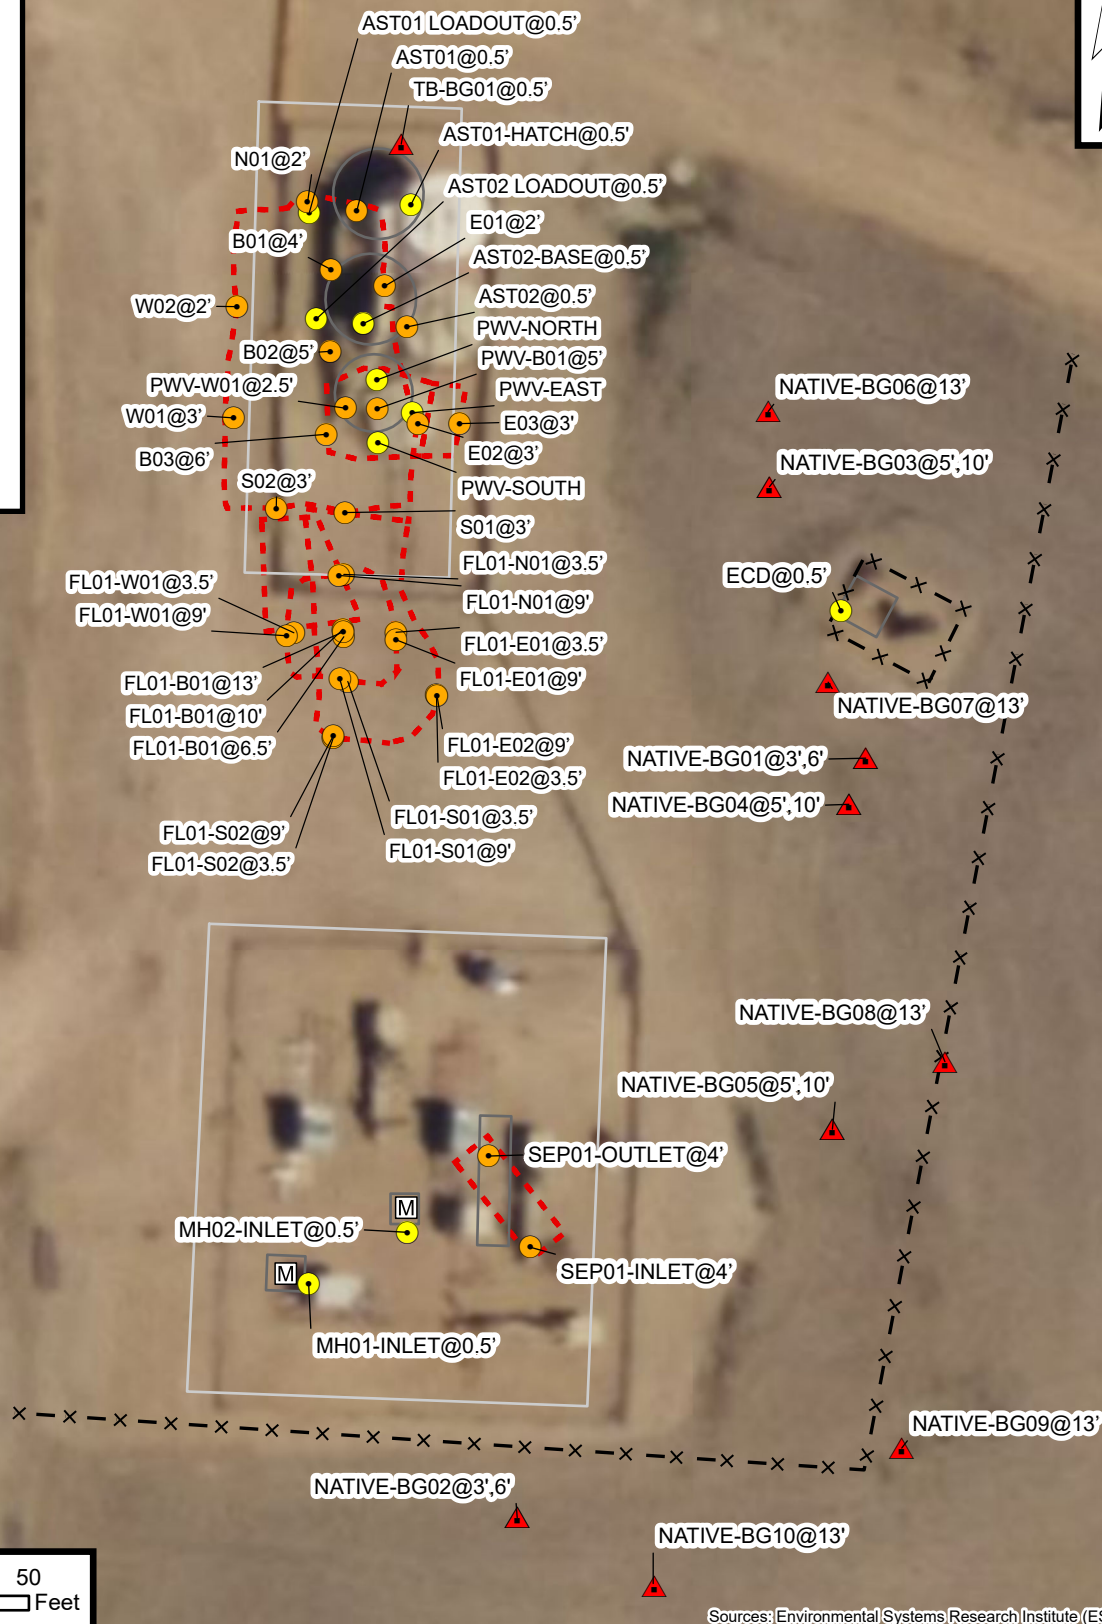 AST01 LOADOUT@0.5’
AST01@0.5’
TB-BG01@0.5’
AST01-HATCH@0.5'
N01@2’
AST02 LOADOUT@0.5’
E01@2’
B01@4’
AST02-BASE@0.5’
AST02@0.5’
W02@2’
PWV-NORTH
B02@5’
PWV-B01@5’
PWV-W01@2.5’
PWV-EAST
W01@3’
E03@3’
B03@6’
E02@3’
S02@3’
PWV-SOUTH
S01@3’
NATIVE-BG06@13’
NATIVE-BG03@5',10'
FL01-N01@3.5’
ECD@0.5’
FL01-W01@3.5’
FL01-N01@9’
FL01-W01@9’
FL01-E01@3.5’
FL01-E01@9’
FL01-B01@13’
NATIVE-BG07@13'
FL01-B01@10’
FL01-B01@6.5’
FL01-E02@9’
NATIVE-BG01@3',6'
FL01-E02@3.5’
NATIVE-BG04@5',10'
FL01-S01@3.5’
FL01-S02@9’
FL01-S01@9'
FL01-S02@3.5’
NATIVE-BG08@13’
NATIVE-BG05@5',10'
SEP01-OUTLET@4’
M
MH02-INLET@0.5’
SEP01-INLET@4’
M
MH01-INLET@0.5’
NATIVE-BG09@13’
NATIVE-BG02@3',6'
NATIVE-BG10@13'
50
Feet
Sources: Environmental Systems Research Institute (ES